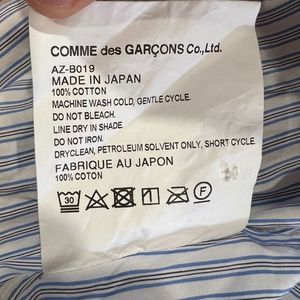 COMME des GARÇONS Co.,Ltd.
AZ-B019
MADE IN JAPAN
100% COTTON
MACHINE WASH COLD, GENTLE CYCLE.
DO NOT BLEACH.
LINE DRY IN SHADE.
DO NOT IRON.
DRYCLEAN, PETROLEUM SOLVENT ONLY, SHORT CYCLE.
FABRIQUE AU JAPON
100% COTON
30 F